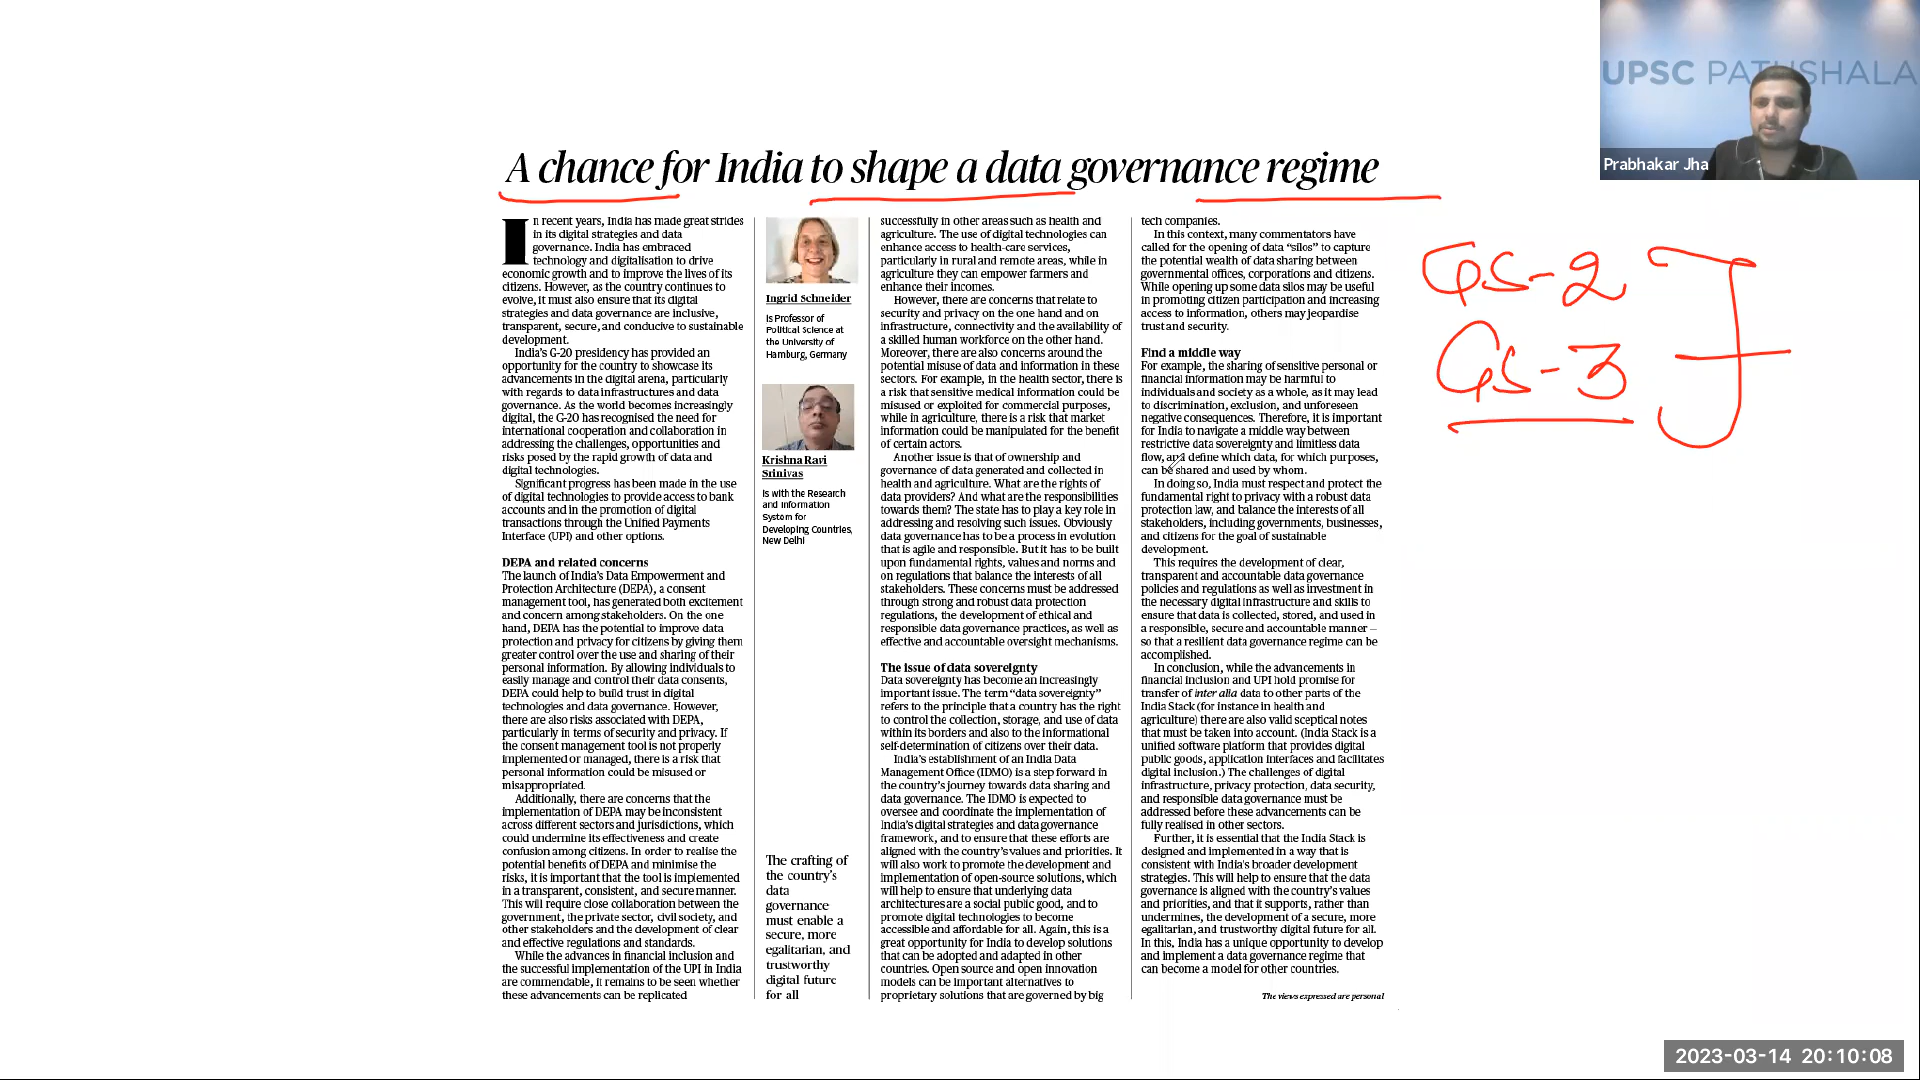 UPSC PATHSHALA
Prabhakar Jha
A chance for India to shape a data governance regime
GS-2
GS-3
In recent years, India has made great strides
in its digital strategies and data
governance. India has embraced
technology and digitalisation to drive
economic growth and to improve the lives of its
citizens. However, as the country continues to
evolve, it must also ensure that its digital
strategies and data governance are inclusive,
transparent, secure, and conducive to sustainable
development.
India's G-20 presidency has provided an
opportunity for the country to showcase its
advancements in the digital arena, particularly
with regards to data infrastructures and data
governance. As the world becomes increasingly
digital, the G-20 has recognised the need for
international cooperation and collaboration in
addressing the challenges, opportunities and
risks posed by the rapid growth of data and
digital technologies.
Significant progress has been made in the use
of digital technologies to provide access to bank
accounts and in the promotion of digital
transactions through the Unified Payments
Interface (UPI) and other options.
DEPA and related concerns
The launch of India's Data Empowerment and
Protection Architecture (DEPA), a consent
management tool, has generated both excitement
and concern among stakeholders. On the one
hand, DEPA has the potential to improve data
protection and privacy for citizens by giving them
greater control over the use and sharing of their
personal information. By allowing individuals to
easily manage and control their data consents,
DEPA could help to build trust in digital
technologies and data governance. However,
there are also risks associated with DEPA,
particularly in terms of security and privacy. If
the consent management tool is not properly
implemented or managed, there is a risk that
personal information could be misused or
misappropriated.
Additionally, there are concerns that the
implementation of DEPA may be inconsistent
across different sectors and jurisdictions, which
could undermine its effectiveness and create
confusion among citizens. In order to realise the
potential benefits of DEPA and minimise the
risks, it is important that the tool is implemented
in a transparent, consistent, and secure manner.
This will require close collaboration between the
government, the private sector, civil society, and
other stakeholders and the development of clear
and effective regulations and standards.
While the advances in financial inclusion and
the successful implementation of the UPI in India
are commendable, it remains to be seen whether
these advancements can be replicated
Ingrid Schneider
is Professor of
Political Science at
the University of
Hamburg, Germany
Krishna Ravi
Srinivas
is with the Research
and Information
System for
Developing Countries,
New Delhi
The crafting of
the country's
data
governance
must enable a
secure, more
egalitarian, and
trustworthy
digital future
for all
successfully in other areas such as health and
agriculture. The use of digital technologies can
enhance access to health-care services,
particularly in rural and remote areas, while in
agriculture they can empower farmers and
enhance their incomes.
However, there are concerns that relate to
security and privacy on the one hand and on
infrastructure, connectivity and the availability of
a skilled human workforce on the other hand.
Moreover, there are also concerns around the
potential misuse of data and information in these
sectors. For example, in the health sector, there is
a risk that sensitive medical information could be
misused or exploited for commercial purposes,
while in agriculture, there is a risk that market
information could be manipulated for the benefit
of certain actors.
Another issue is that of ownership and
governance of data generated and collected in
health and agriculture. What are the rights of
data providers? And what are the responsibilities
towards them? The state has to play a key role in
addressing and resolving such issues. Obviously
data governance has to be a process in evolution
that is agile and responsible. But it has to be built
upon fundamental rights, values and norms and
on regulations that balance the interests of all
stakeholders. These concerns must be addressed
through strong and robust data protection
regulations, the development of ethical and
responsible data governance practices, as well as
effective and accountable oversight mechanisms.
The issue of data sovereignty
Data sovereignty has become an increasingly
important issue. The term "data sovereignty"
refers to the principle that a country has the right
to control the collection, storage, and use of data
within its borders and also to the informational
self-determination of citizens over their data.
India's establishment of an India Data
Management Office (IDMO) is a step forward in
the country's journey towards data sharing and
data governance. The IDMO is expected to
oversee and coordinate the implementation of
India's digital strategies and data governance
framework, and to ensure that these efforts are
aligned with the country's values and priorities. It
will also work to promote the development and
implementation of open-source solutions, which
will help to ensure that underlying data
architectures are a social public good, and to
promote digital technologies to become
accessible and affordable for all. Again, this is a
great opportunity for India to develop solutions
that can be adopted and adapted in other
countries. Open source and open innovation
models can be important alternatives to
proprietary solutions that are governed by big
tech companies.
In this context, many commentators have
called for the opening of data "silos" to capture
the potential wealth of data sharing between
governmental offices, corporations and citizens.
While opening up some data silos may be useful
in promoting citizen participation and increasing
access to information, others may jeopardise
trust and security.
Find a middle way
For example, the sharing of sensitive personal or
financial information may be harmful to
individuals and society as a whole, as it may lead
to discrimination, exclusion, and unforeseen
negative consequences. Therefore, it is important
for India to navigate a middle way between
restrictive data sovereignty and limitless data
flow, and define which data, for which purposes,
can be shared and used by whom.
In doing so, India must respect and protect the
fundamental right to privacy with a robust data
protection law, and balance the interests of all
stakeholders, including governments, businesses,
and citizens for the goal of sustainable
development.
This requires the development of clear,
transparent and accountable data governance
policies and regulations as well as investment in
the necessary digital infrastructure and skills to
ensure that data is collected, stored, and used in
a responsible, secure and accountable manner —
so that a resilient data governance regime can be
accomplished.
In conclusion, while the advancements in
financial inclusion and UPI hold promise for
transfer of inter alia data to other parts of the
India Stack (for instance in health and
agriculture) there are also valid sceptical notes
that must be taken into account. (India Stack is a
unified software platform that provides digital
public goods, application interfaces and facilitates
digital inclusion.) The challenges of digital
infrastructure, privacy protection, data security,
and responsible data governance must be
addressed before these advancements can be
fully realised in other sectors.
Further, it is essential that the India Stack is
designed and implemented in a way that is
consistent with India's broader development
strategies. This will help to ensure that the data
governance is aligned with the country's values
and priorities, and that it supports, rather than
undermines, the development of a secure, more
egalitarian, and trustworthy digital future for all.
In this, India has a unique opportunity to develop
and implement a data governance regime that
can become a model for other countries.
The views expressed are personal
2023-03-14 20:10:08